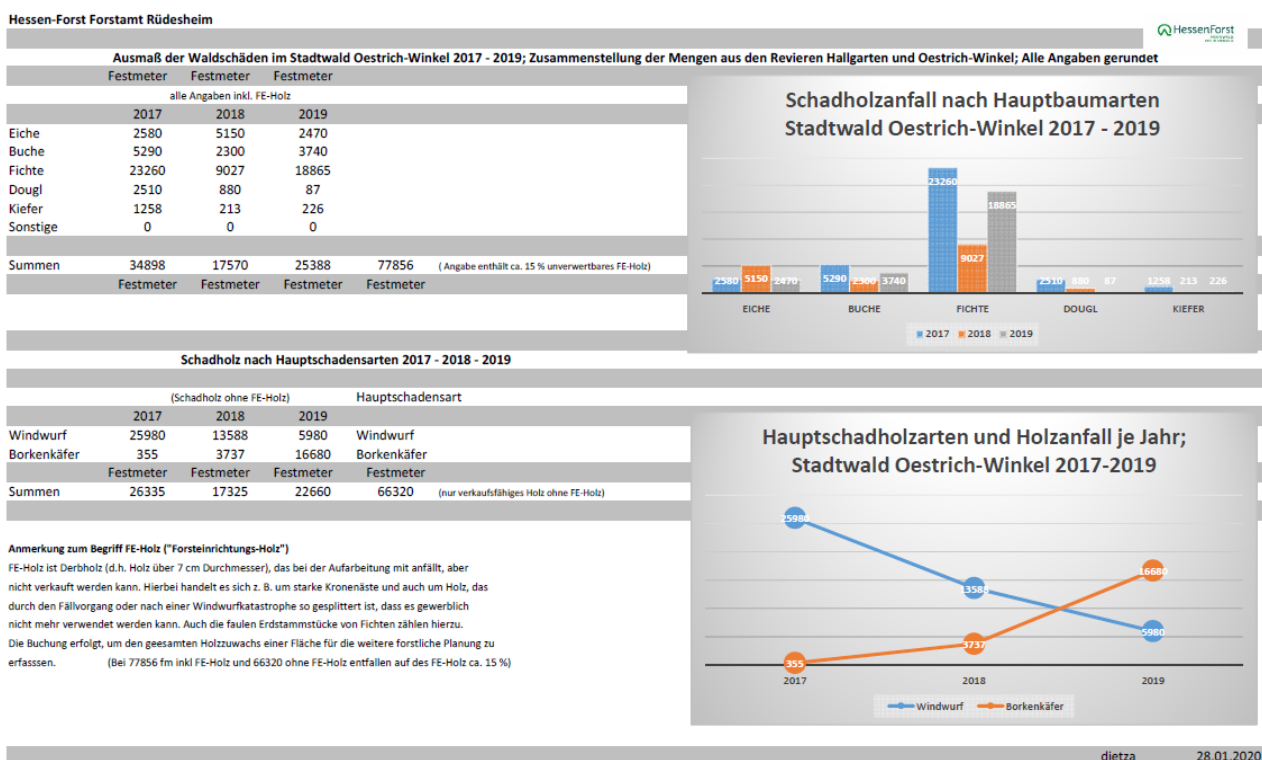 Hessen-Forst Forstamt Rüdesheim
HessenForst
Ausmaß der Waldschäden im Stadtwald Oestrich-Winkel 2017 - 2019; Zusammenstellung der Mengen aus den Revieren Hallgarten und Oestrich-Winkel; Alle Angaben gerundet
Festmeter Festmeter Festmeter
alle Angaben inkl. FE-Holz
2017 2018 2019
Eiche 2580 5150 2470
Buche 5290 2300 3740
Fichte 23260 9027 18865
Dougl 2510 880 87
Kiefer 1258 213 226
Sonstige 0 0 0
Summen 34898 17570 25388 77856 ( Angabe enthält ca. 15 % unverwertbares FE-Holz)
Festmeter Festmeter Festmeter Festmeter
Schadholzanfall nach Hauptbaumarten
Stadtwald Oestrich-Winkel 2017 - 2019
23260
18865
9027
2580 5150 2470 5290 2300 3740 2510 880 87 1258 213 226
EICHE BUCHE FICHTE DOUGL KIEFER
2017 2018 2019
Schadholz nach Hauptschadensarten 2017 - 2018 - 2019
(Schadholz ohne FE-Holz) Hauptschadensart
2017 2018 2019
Windwurf 25980 13588 5980 Windwurf
Borkenkäfer 355 3737 16680 Borkenkäfer
Festmeter Festmeter Festmeter Festmeter
Summen 26335 17325 22660 66320 (nur verkaufsfähiges Holz ohne FE-Holz)
Hauptschadholzarten und Holzanfall je Jahr;
Stadtwald Oestrich-Winkel 2017-2019
25980
16680
13588
5980
3737
355
2017 2018 2019
Windwurf Borkenkäfer
Anmerkung zum Begriff FE-Holz ("Forsteinrichtungs-Holz")
FE-Holz ist Derbholz (d.h. Holz über 7 cm Durchmesser), das bei der Aufarbeitung mit anfällt, aber
nicht verkauft werden kann. Hierbei handelt es sich z. B. um starke Kronenäste und auch um Holz, das
durch den Fällvorgang oder nach einer Windwurfkatastrophe so gesplittert ist, dass es gewerblich
nicht mehr verwendet werden kann. Auch die faulen Erdstammstücke von Fichten zählen hierzu.
Die Buchung erfolgt, um den geesamten Holzzuwachs einer Fläche für die weitere forstliche Planung zu
erfasssen. (Bei 77856 fm inkl FE-Holz und 66320 ohne FE-Holz entfallen auf des FE-Holz ca. 15 %)
dietza 28.01.2020